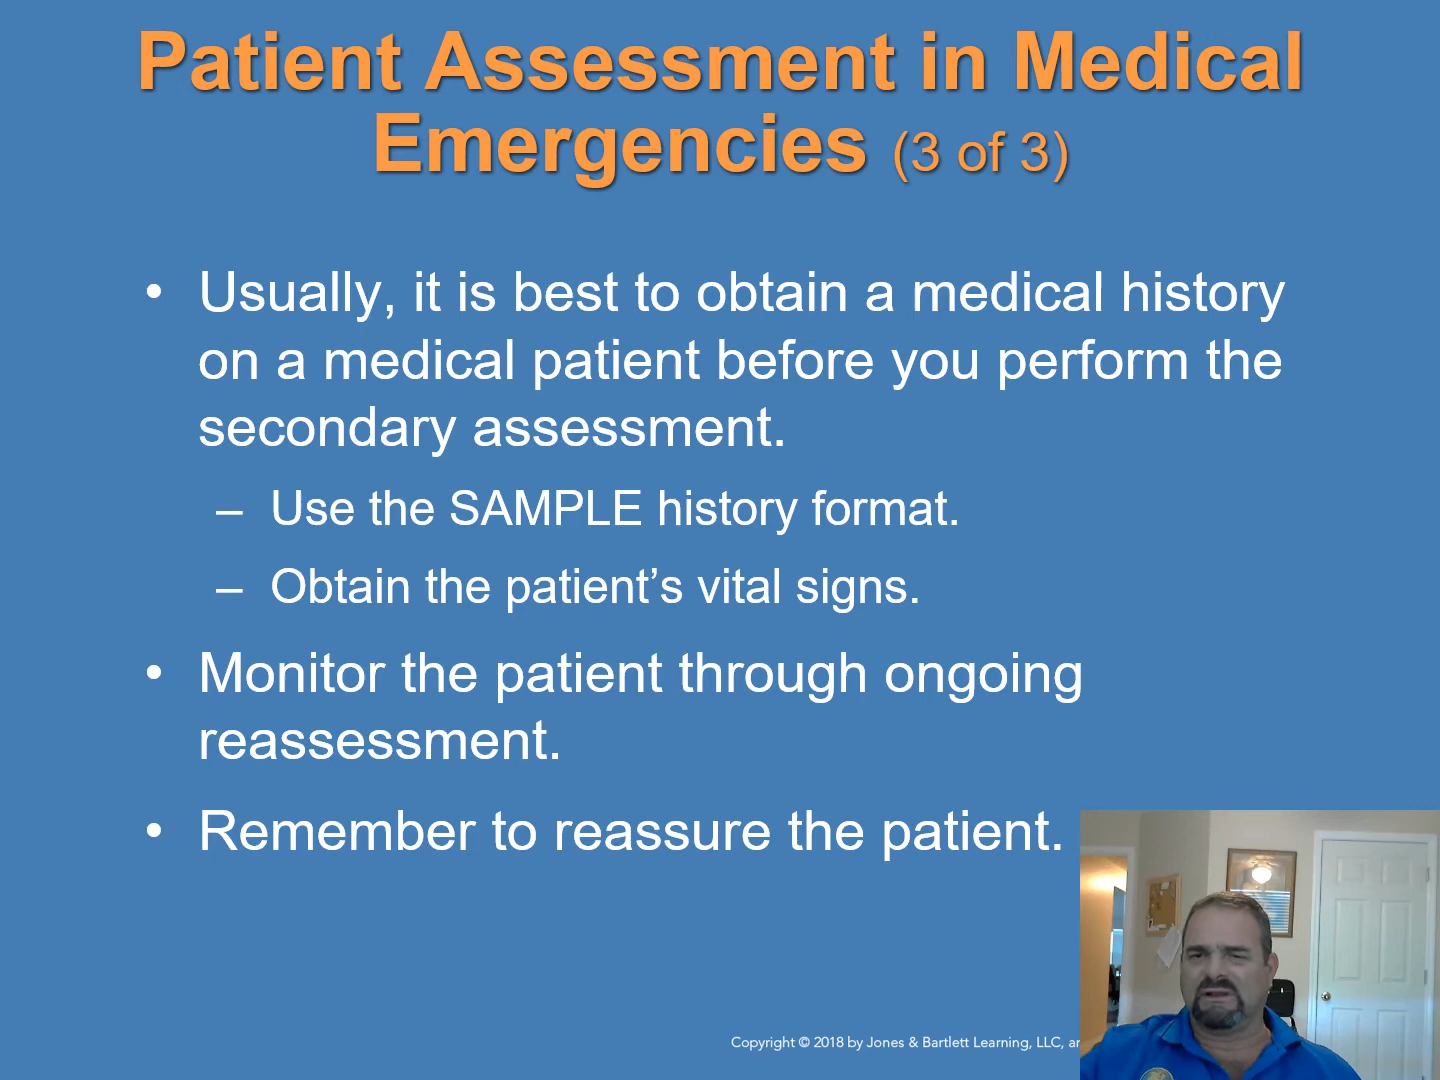 Patient Assessment in Medical
Emergencies (3 of 3)
• Usually, it is best to obtain a medical history
on a medical patient before you perform the
secondary assessment.
– Use the SAMPLE history format.
– Obtain the patient’s vital signs.
• Monitor the patient through ongoing
reassessment.
• Remember to reassure the patient.
Copyright © 2018 by Jones & Bartlett Learning, LLC,